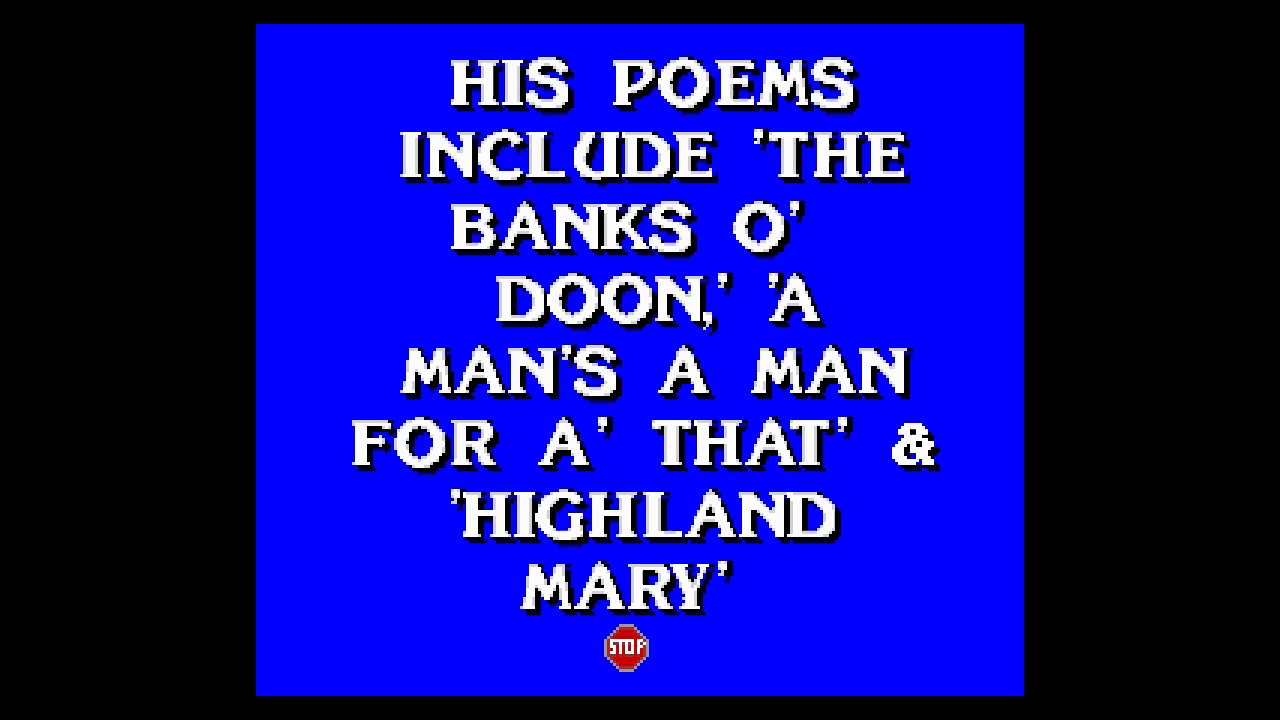 HIS POEMS
INCLUDE 'THE
BANKS O'
DOON,' 'A
MAN'S A MAN
FOR A' THAT' &
'HIGHLAND
MARY'
STOP